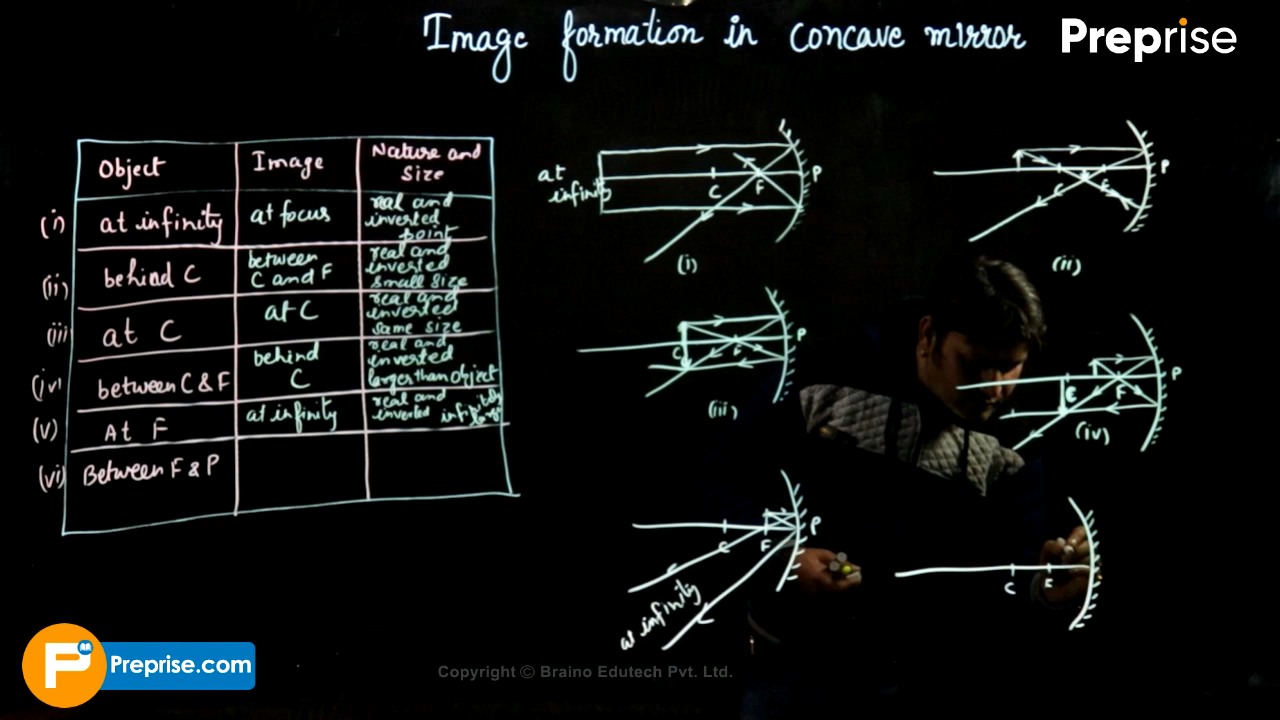 Image formation in concave mirror
Preprise
Object
Image
Nature and
Size
(i)
at infinity
at focus
real and
inverted
point
(ii)
behind C
between
C and F
real and
inverted
small size
(iii)
at C
at C
real and
inverted
same size
(iv)
between C & F
behind
C
real and
inverted
larger than object
(v)
At F
at infinity
real and
inverted
(vi)
Between F & P
at
infinity
C
F
P
(i)
C
F
P
(ii)
C
F
P
(iii)
C
F
P
(iv)
C
F
P
at infinity
C
F
P
Preprise.com
Copyright © Braino Edutech Pvt. Ltd.